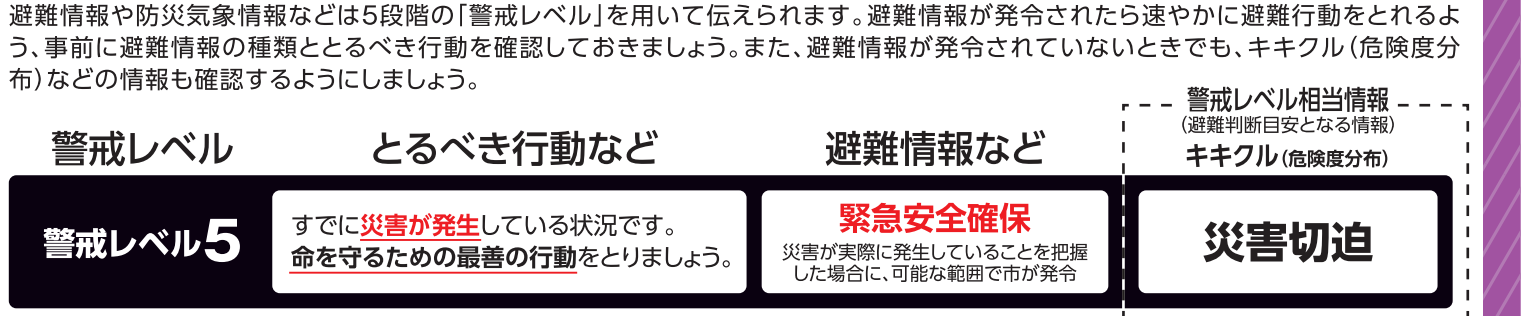 避難情報や防災気象情報などは5段階の「警戒レベル」を用いて伝えられます。避難情報が発令されたら速やかに避難行動をとれるよ
う、事前に避難情報の種類ととるべき行動を確認しておきましょう。また、避難情報が発令されていないときでも、キキクル（危険度分
布）などの情報も確認するようにしましょう。
警戒レベル相当情報
（避難判断目安となる情報）
警戒レベル とるべき行動など 避難情報など キキクル（危険度分布）
警戒レベル5
すでに災害が発生している状況です。
命を守るための最善の行動をとりましょう。
緊急安全確保
災害が実際に発生していることを把握
した場合に、可能な範囲で市が発令
災害切迫